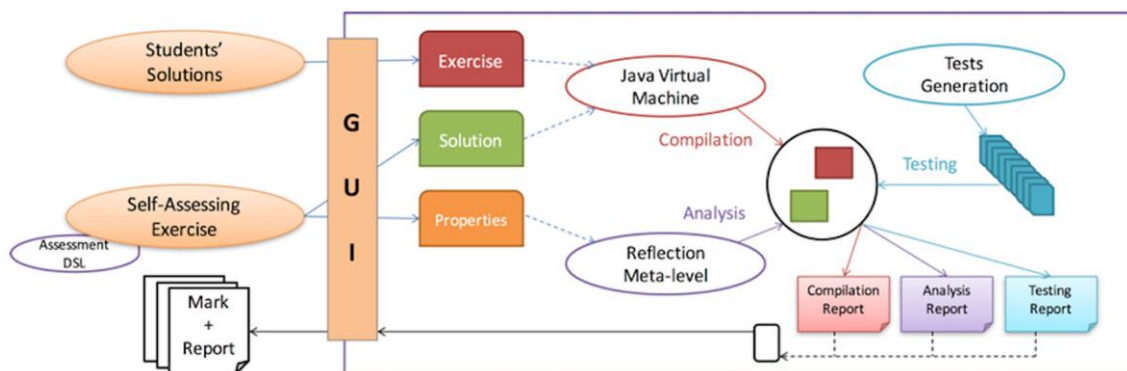 Students'
Solutions
Self-Assessing
Exercise
Assessment
DSL
Mark
+
Report
G
U
I
Exercise
Solution
Properties
Java Virtual
Machine
Reflection
Meta-level
Compilation
Analysis
Testing
Tests
Generation
Compilation
Report
Analysis
Report
Testing
Report